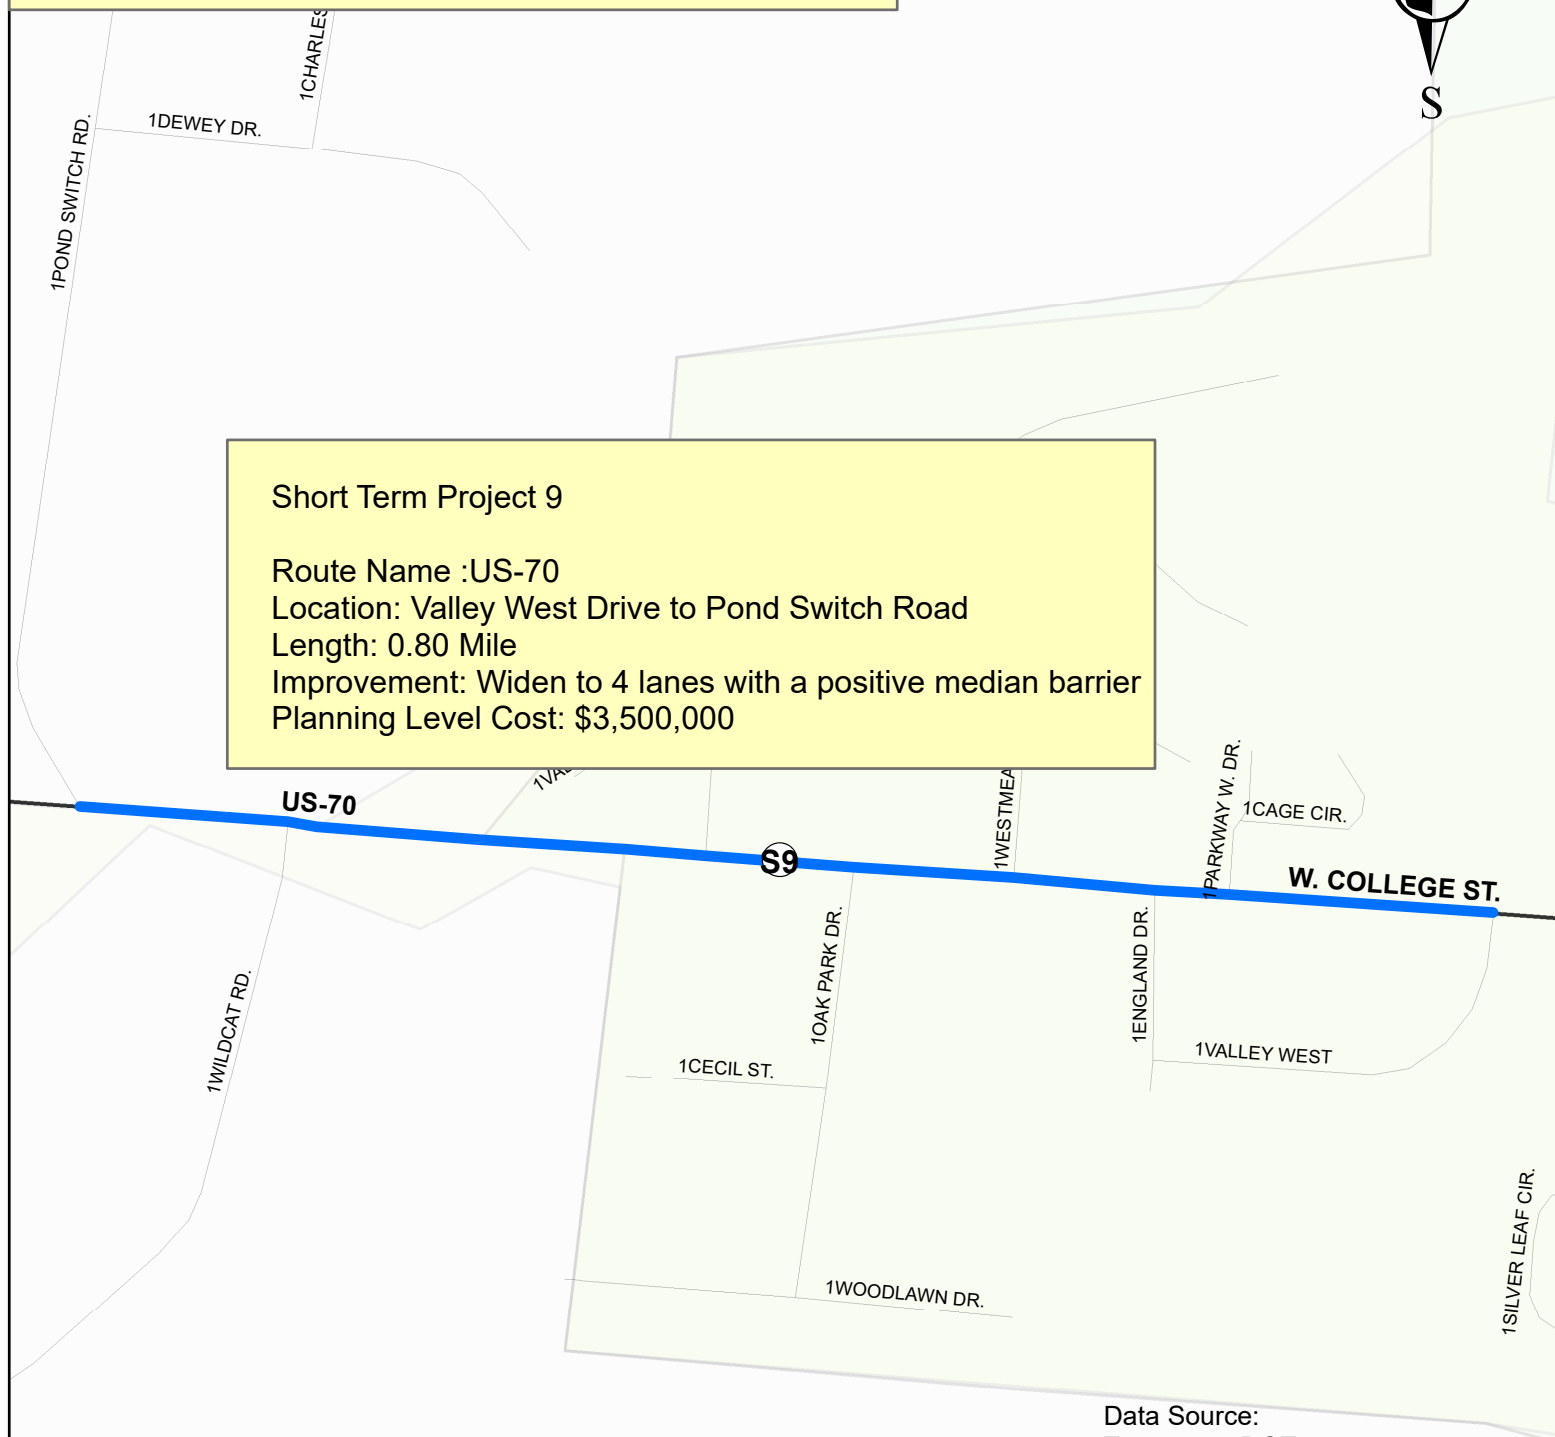 1CHARLES
S
1DEWEY DR.
1POND SWITCH RD.
Short Term Project 9
Route Name :US-70
Location: Valley West Drive to Pond Switch Road
Length: 0.80 Mile
Improvement: Widen to 4 lanes with a positive median barrier
Planning Level Cost: $3,500,000
US-70
1WESTMEA
1PARKWAY W. DR.
1CAGE CIR.
S9
W. COLLEGE ST.
1OAK PARK DR.
1ENGLAND DR.
1WILDCAT RD.
1CECIL ST.
1VALLEY WEST
1SILVER LEAF CIR.
1WOODLAWN DR.
Data Source: